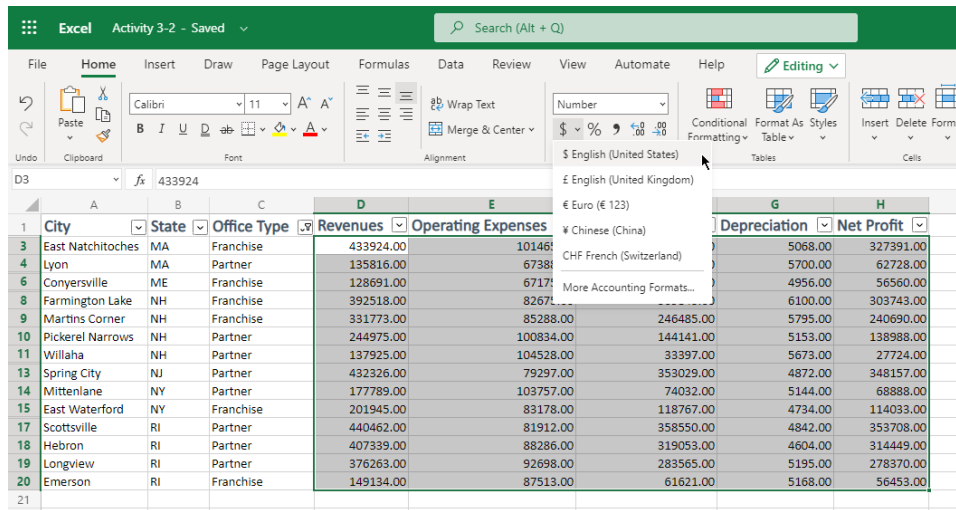 Excel Activity 3-2 - Saved Search (Alt + Q)
File Home Insert Draw Page Layout Formulas Data Review View Automate Help Editing
Paste Calibri 11 A^ Aˇ Wrap Text Number Conditional Formatting Format As Table Styles Insert Delete Form
B I U D ab A Merge & Center $ % 9 .00 .00
Undo Clipboard Font Alignment Tables Cells
$ English (United States)
£ English (United Kingdom)
€ Euro (€ 123)
¥ Chinese (China)
CHF French (Switzerland)
More Accounting Formats...
D3 fx 433924
A B C D E G H
1 City State Office Type Revenues Operating Expenses Depreciation Net Profit
3 East Natchitoches MA Franchise 433924.00 5068.00 327391.00
4 Lyon MA Partner 135816.00 5700.00 62728.00
6 Conyersville ME Franchise 128691.00 4956.00 56560.00
8 Farmington Lake NH Franchise 392518.00 6100.00 303743.00
9 Martins Corner NH Franchise 331773.00 85288.00 246485.00 5795.00 240690.00
10 Pickerel Narrows NH Partner 244975.00 100834.00 144141.00 5153.00 138988.00
11 Willaha NH Partner 137925.00 104528.00 33397.00 5673.00 27724.00
13 Spring City NJ Partner 432326.00 79297.00 353029.00 4872.00 348157.00
14 Mittenlane NY Partner 177789.00 103757.00 74032.00 5144.00 68888.00
15 East Waterford NY Franchise 201945.00 83178.00 118767.00 4734.00 114033.00
17 Scottsville RI Partner 440462.00 81912.00 358550.00 4842.00 353708.00
18 Hebron RI Partner 407339.00 88286.00 319053.00 4604.00 314449.00
19 Longview RI Partner 376263.00 92698.00 283565.00 5195.00 278370.00
20 Emerson RI Franchise 149134.00 87513.00 61621.00 5168.00 56453.00
21